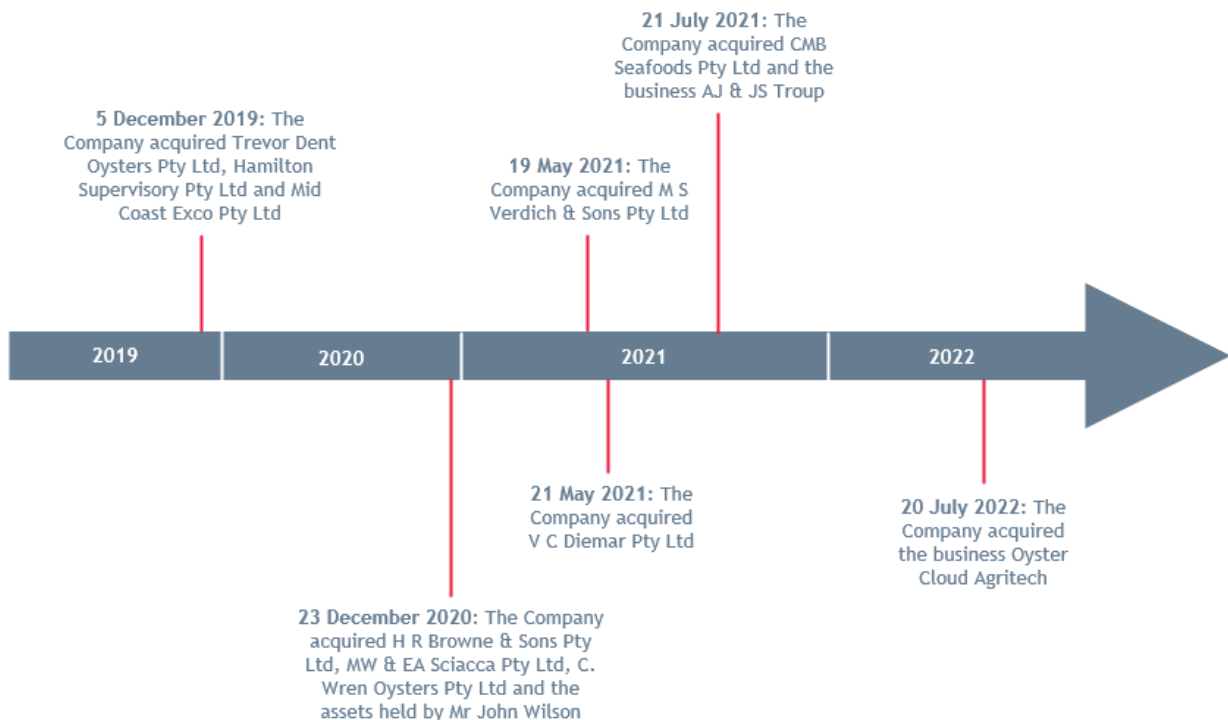 21 July 2021: The
Company acquired CMB
Seafoods Pty Ltd and the
business AJ & JS Troup
5 December 2019: The
Company acquired Trevor Dent
Oysters Pty Ltd, Hamilton
Supervisory Pty Ltd and Mid
Coast Exco Pty Ltd
19 May 2021: The
Company acquired M S
Verdich & Sons Pty Ltd
2019
2020
2021
2022
21 May 2021: The
Company acquired
V C Diemar Pty Ltd
20 July 2022: The
Company acquired
the business Oyster
Cloud Agritech
23 December 2020: The Company
acquired H R Browne & Sons Pty
Ltd, MW & EA Sciacca Pty Ltd, C.
Wren Oysters Pty Ltd and the
assets held by Mr John Wilson